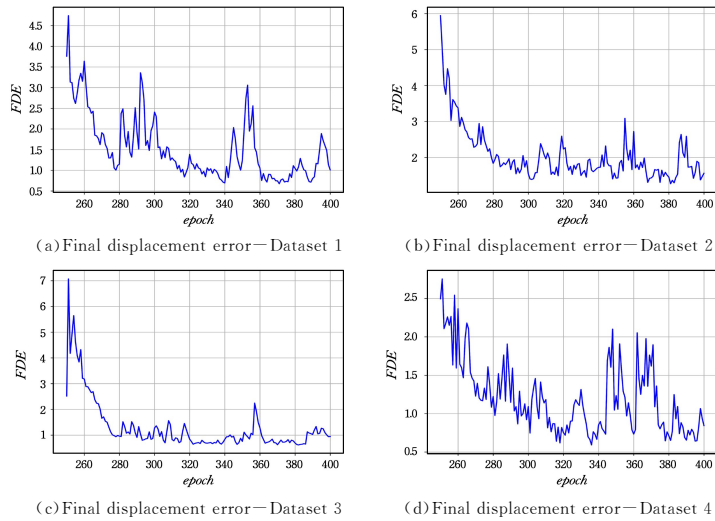 4.5
4.0
3.5
3.0
2.5
2.0
1.5
1.0
0.5
FDE
260 280 300 320 340 360 380 400
epoch
(a)Final displacement error—Dataset 1
6
5
4
3
2
FDE
260 280 300 320 340 360 380 400
epoch
(b)Final displacement error—Dataset 2
7
6
5
4
3
2
1
FDE
260 280 300 320 340 360 380 400
epoch
(c)Final displacement error—Dataset 3
2.5
2.0
1.5
1.0
0.5
FDE
260 280 300 320 340 360 380 400
epoch
(d)Final displacement error—Dataset 4